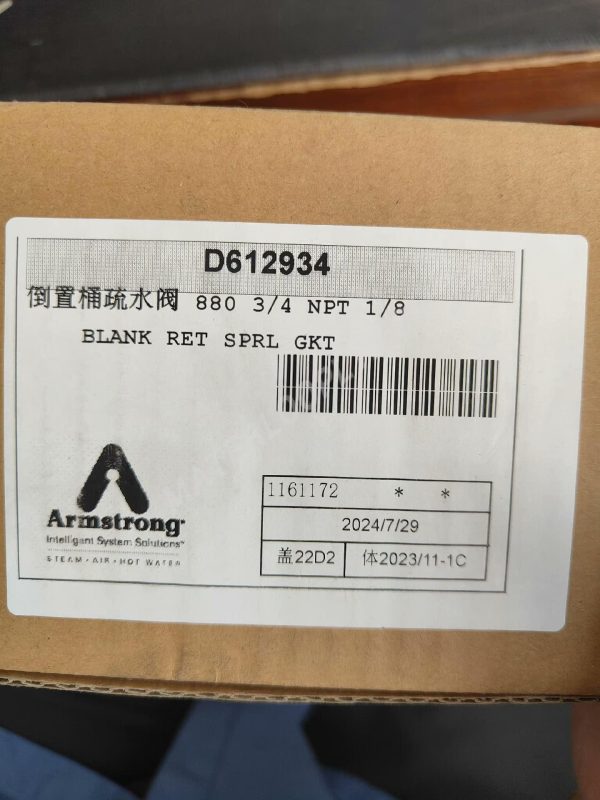 D612934
倒置桶疏水阀 880 3/4 NPT 1/8
BLANK RET SPRL GKT
1161172 * *
2024/7/29
盖22D2 体2023/11-1C
Armstrong
Intelligent System Solutions™
STEAM • AIR • HOT WATER